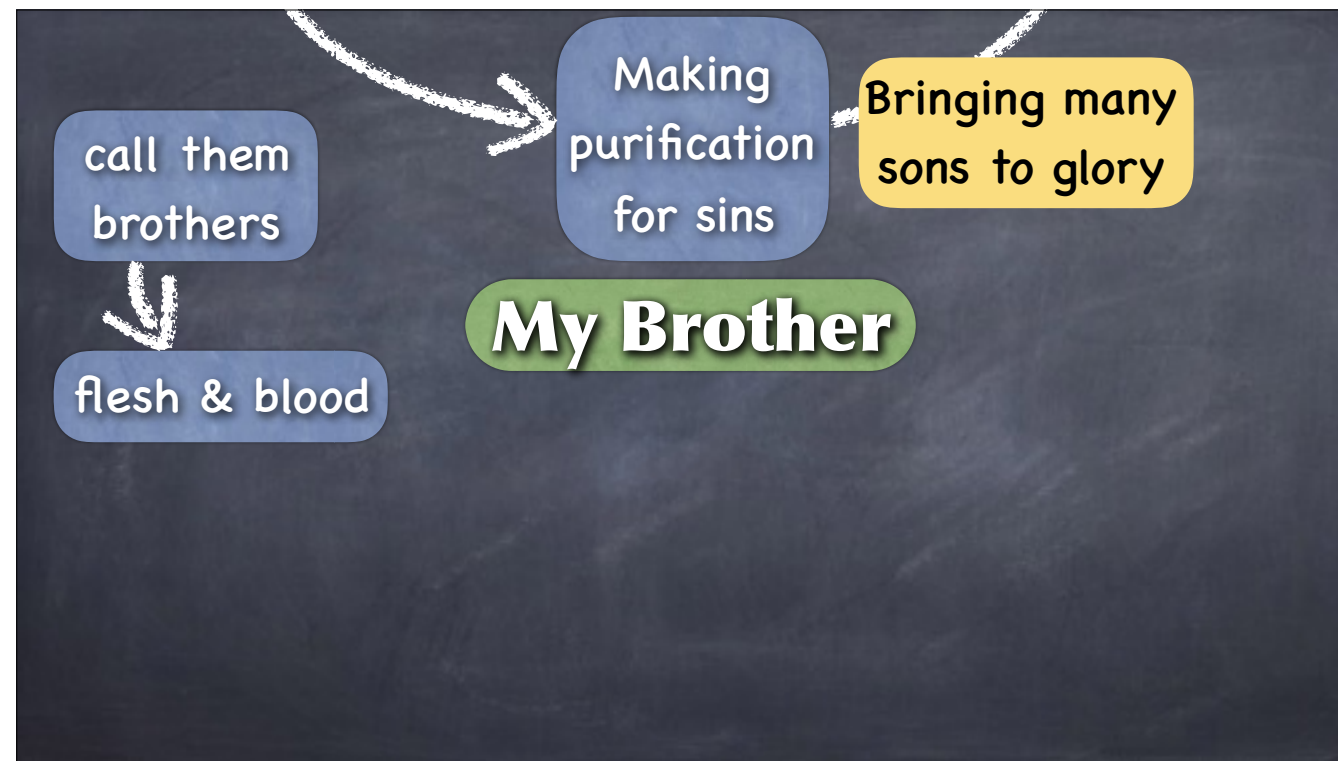 Making
purification
for sins
Bringing many
sons to glory
call them
brothers
My Brother
flesh & blood